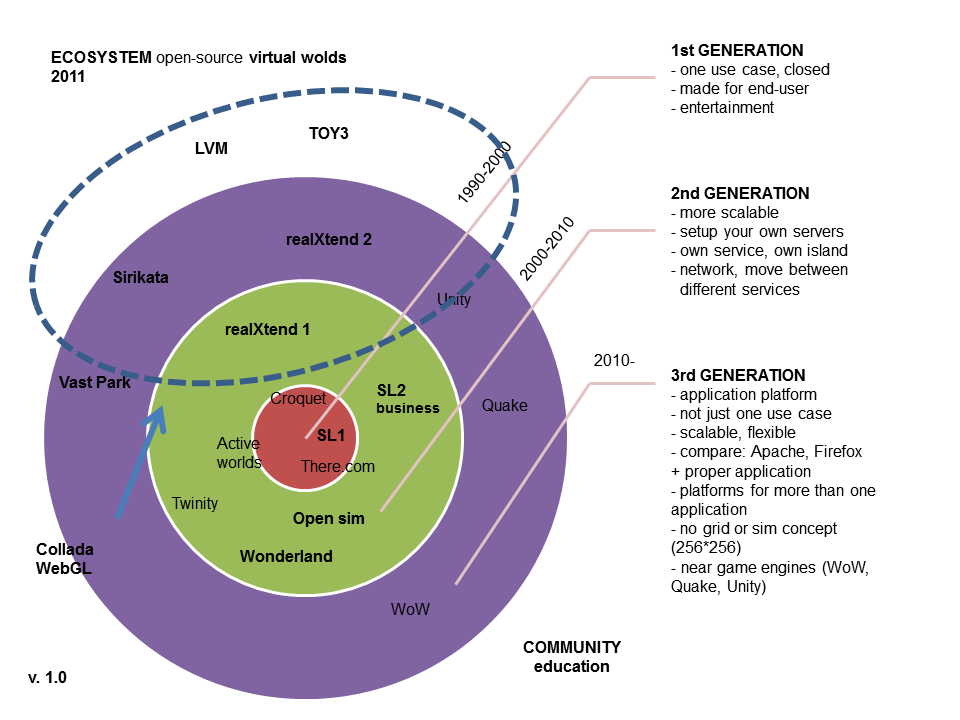 ECOSYSTEM open-source virtual wolds
2011
LVM
TOY3
realXtend 2
Sirikata
Unity
realXtend 1
Vast Park
SL2
business
Quake
Croquet
SL1
Active
worlds
There.com
Twinity
Open sim
Wonderland
Collada
WebGL
WoW
COMMUNITY
education
v. 1.0
1990-2000
1st GENERATION
- one use case, closed
- made for end-user
- entertainment
2000-2010
2nd GENERATION
- more scalable
- setup your own servers
- own service, own island
- network, move between
different services
2010-
3rd GENERATION
- application platform
- not just one use case
- scalable, flexible
- compare: Apache, Firefox
+ proper application
- platforms for more than one
application
- no grid or sim concept
(256*256)
- near game engines (WoW,
Quake, Unity)